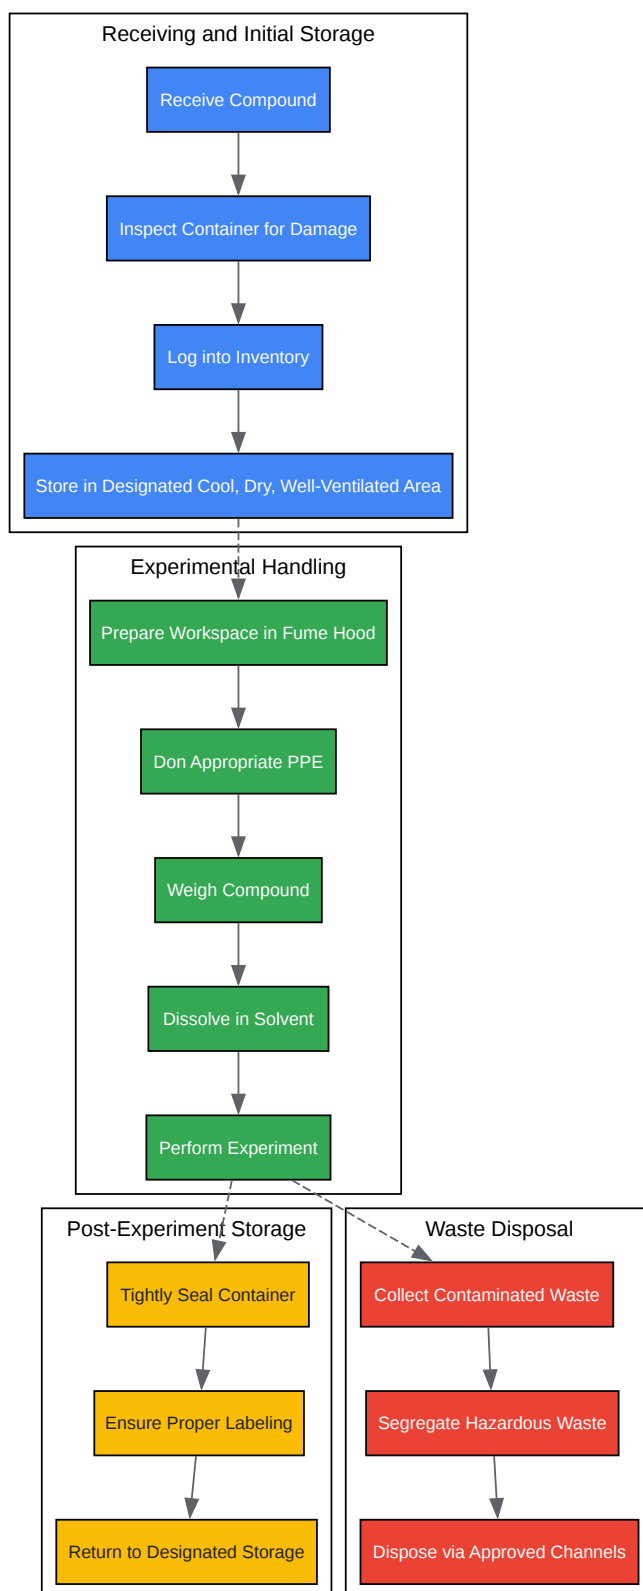 Receiving and Initial Storage
Receive Compound
Inspect Container for Damage
Log into Inventory
Store in Designated Cool, Dry, Well-Ventilated Area
Experimental Handling
Prepare Workspace in Fume Hood
Don Appropriate PPE
Weigh Compound
Dissolve in Solvent
Perform Experiment
Post-Experiment Storage
Tightly Seal Container
Ensure Proper Labeling
Return to Designated Storage
Waste Disposal
Collect Contaminated Waste
Segregate Hazardous Waste
Dispose via Approved Channels